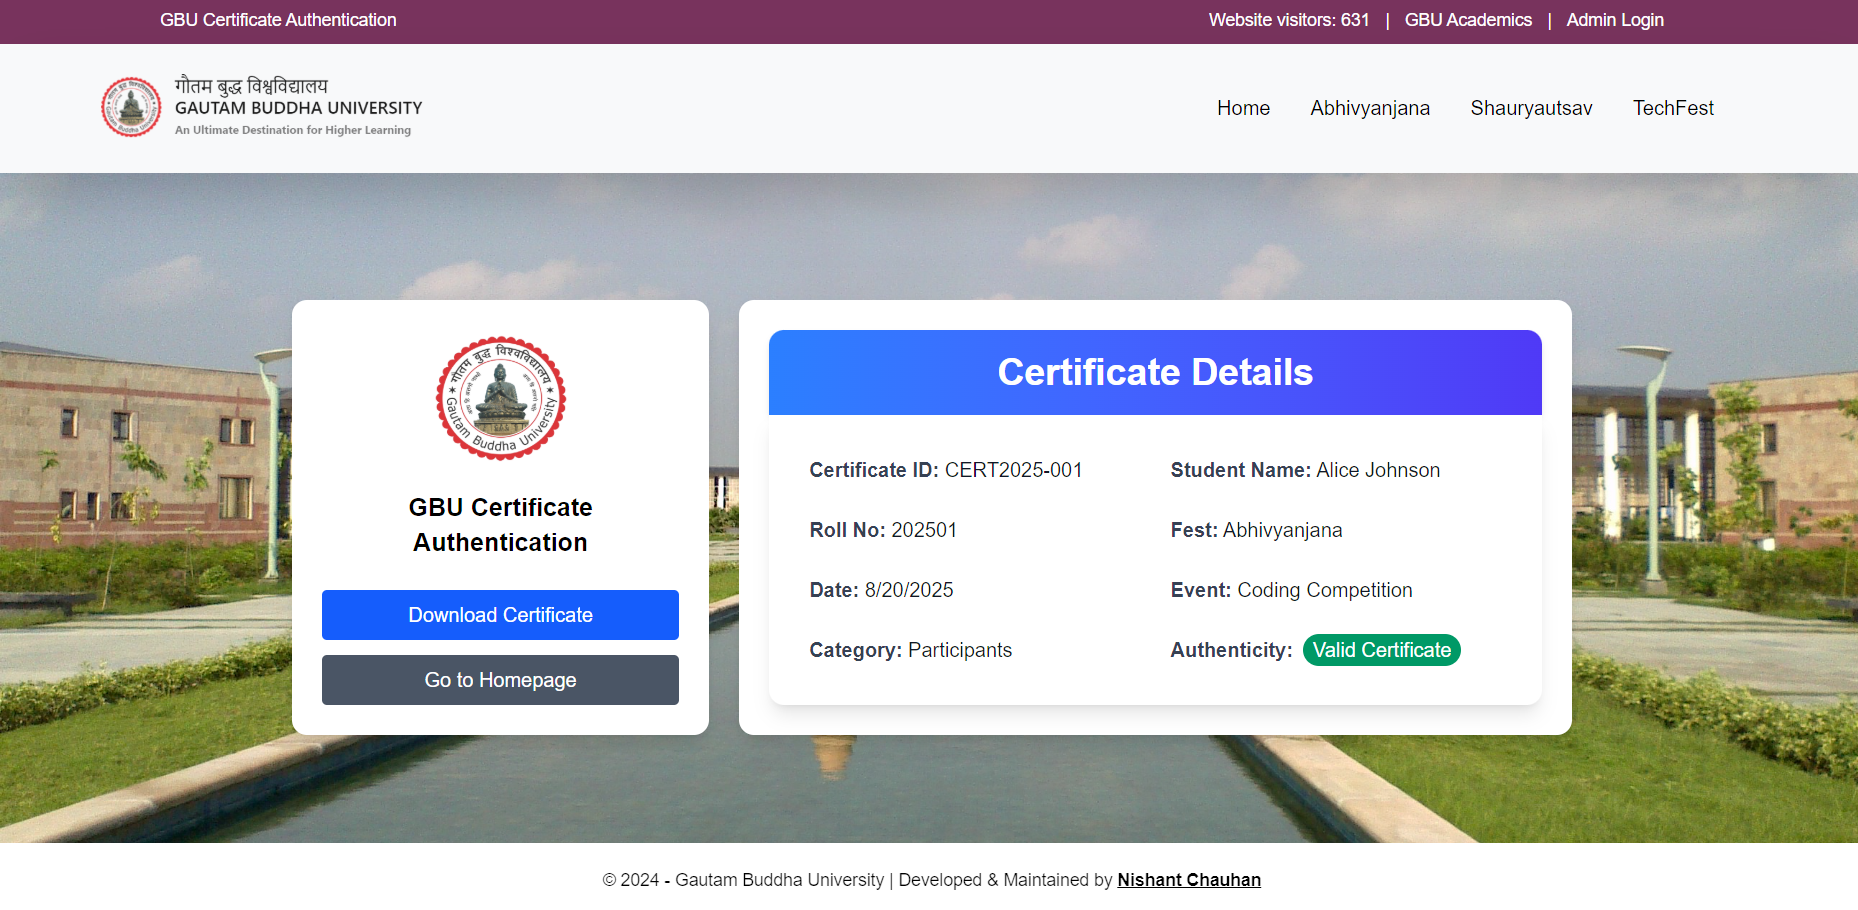 GBU Certificate Authentication
Website visitors: 631 | GBU Academics | Admin Login
गौतम बुद्ध विश्वविद्यालय
GAUTAM BUDDHA UNIVERSITY
An Ultimate Destination for Higher Learning
Home Abhivyanjana Shauryautsav TechFest
गौतम बुद्ध विश्वविद्यालय
Gautam Buddha University
GBU Certificate
Authentication
Download Certificate
Go to Homepage
Certificate Details
Certificate ID: CERT2025-001
Student Name: Alice Johnson
Roll No: 202501
Fest: Abhivyanjana
Date: 8/20/2025
Event: Coding Competition
Category: Participants
Authenticity: Valid Certificate
© 2024 - Gautam Buddha University | Developed & Maintained by Nishant Chauhan